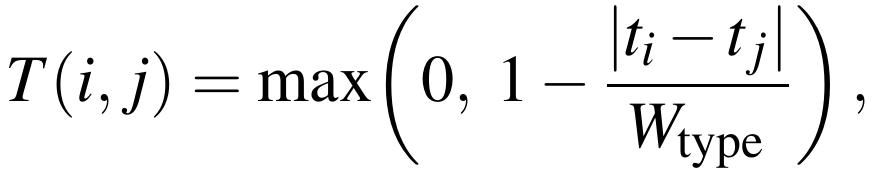 T(i, j) = max(0, 1 − |t_i − t_j| / W_type),